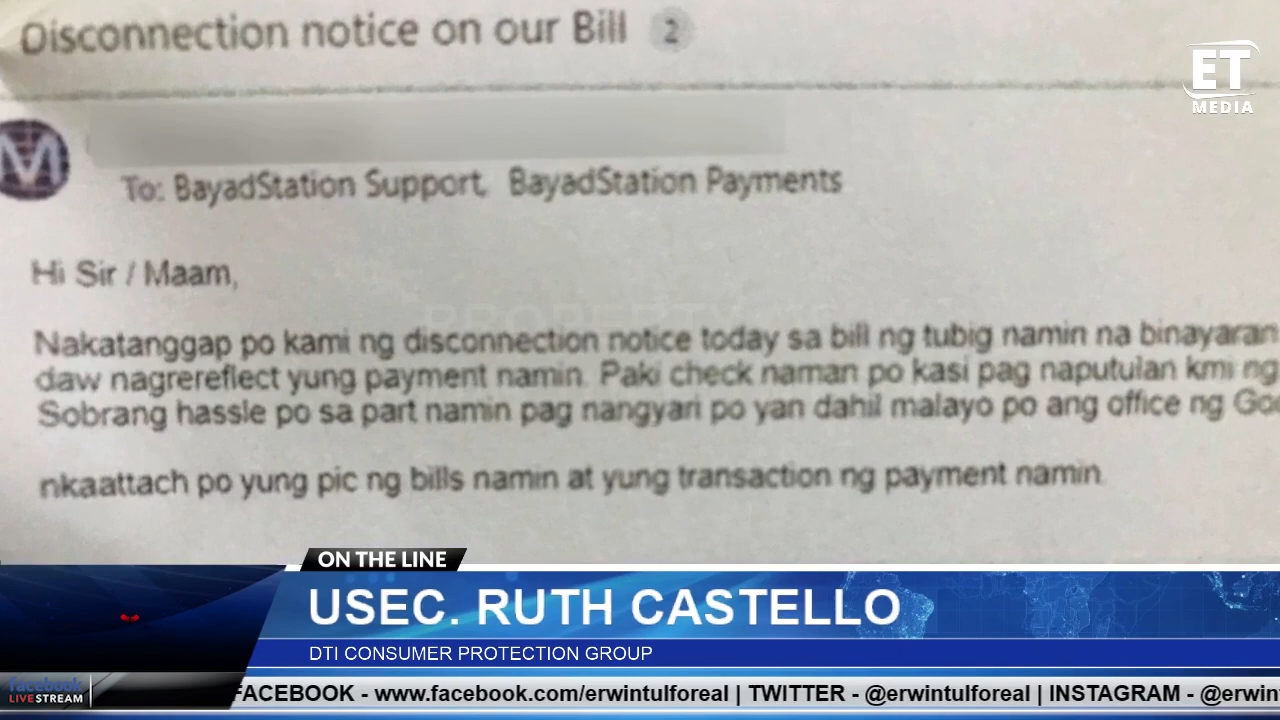 Disconnection notice on our Bill 2
ET
MEDIA
M
To: BayadStation Support, BayadStation Payments
Hi Sir / Maam,
PROPERTY OF
Nakatanggap po kami ng disconnection notice today sa bill ng tubig namin na binayaran
daw nagrereflect yung payment namin. Paki check naman po kasi pag naputulan kmi ng
Sobrang hassle po sa part namin pag nangyari po yan dahil malayo po ang office ng
nkaattach po yung pic ng bills namin at yung transaction ng payment namin.
ON THE LINE
USEC. RUTH CASTELLO
DTI CONSUMER PROTECTION GROUP
facebook
LIVESTREAM
FACEBOOK - www.facebook.com/erwintulforeal | TWITTER - @erwintulforeal | INSTAGRAM - @erwin